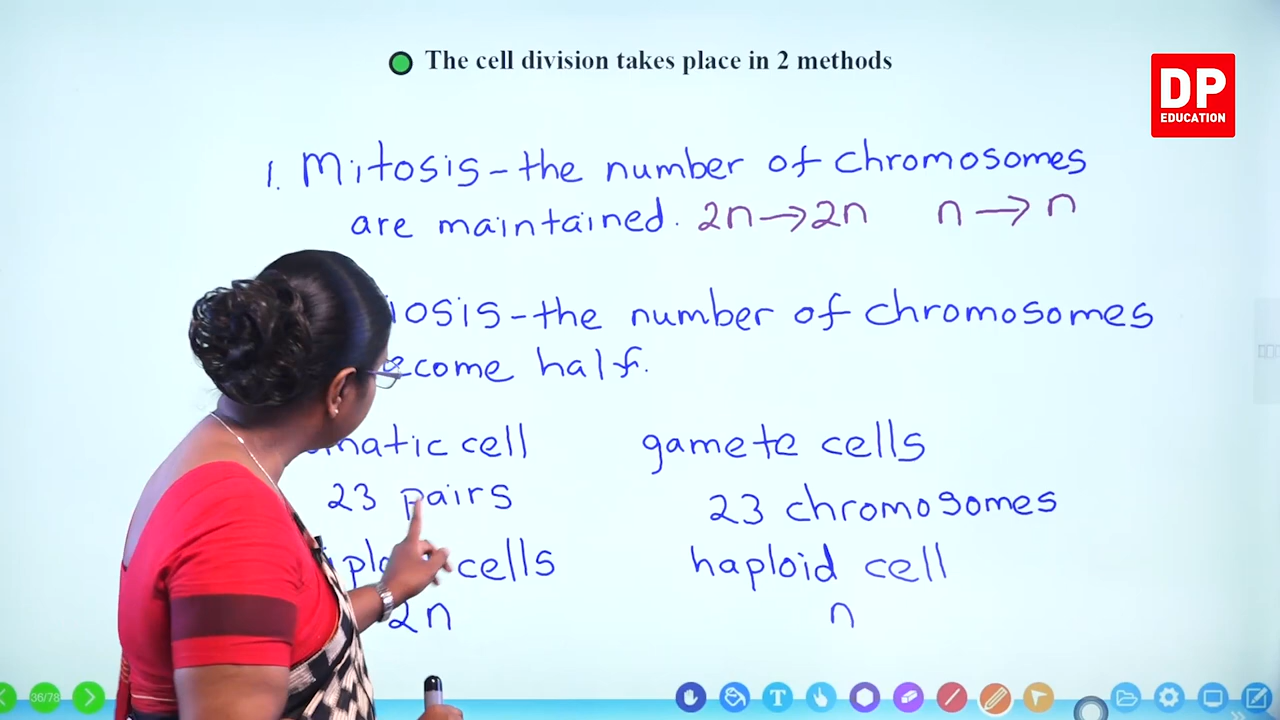 The cell division takes place in 2 methods
DP
EDUCATION
1. Mitosis - the number of chromosomes
are maintained. 2n → 2n n → n
iosis - the number of chromosomes
ecome half.
matic cell gamete cells
23 pairs 23 chromosomes
cells haploid cell
2n n
36/78
T